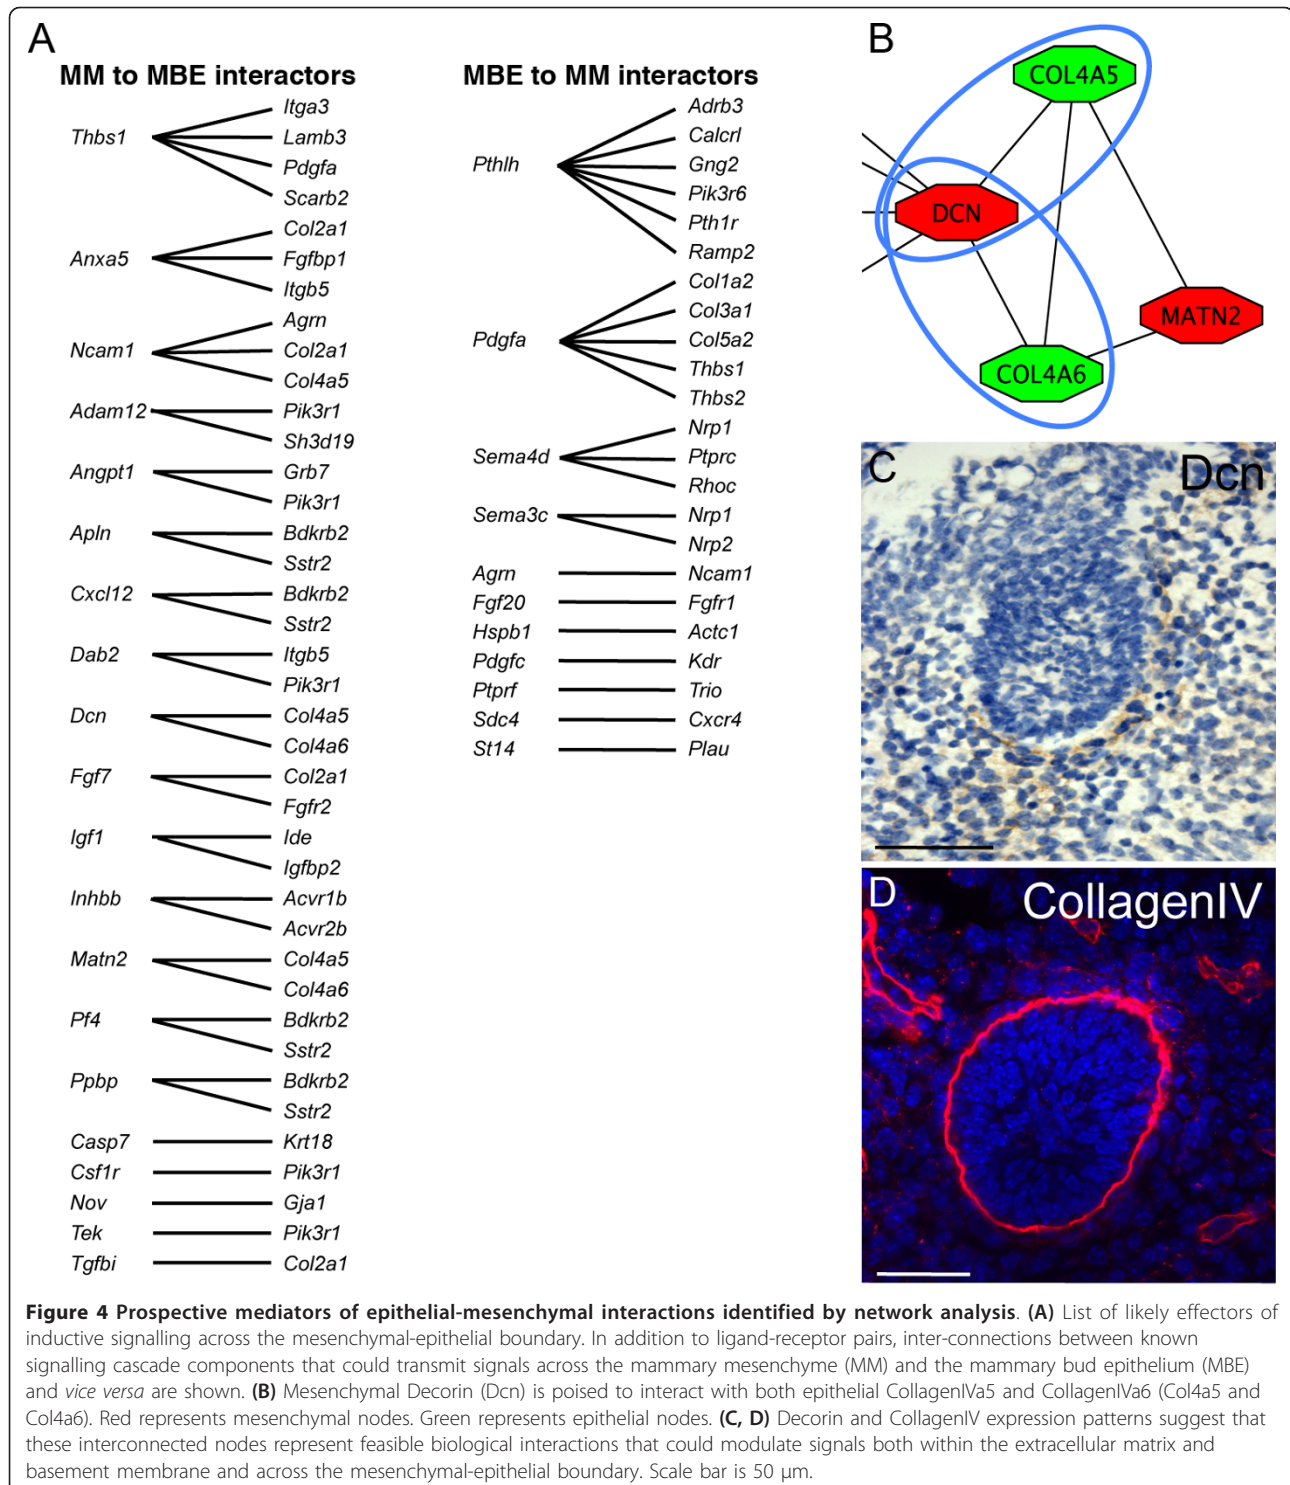 A
MM to MBE interactors
Thbs1
Itga3
Lamb3
Pdgfa
Scarb2
Anxa5
Col2a1
Fgfbp1
Itgb5
Ncam1
Agrn
Col2a1
Col4a5
Adam12
Pik3r1
Sh3d19
Angpt1
Grb7
Pik3r1
Apln
Bdkrb2
Sstr2
Cxcl12
Bdkrb2
Sstr2
Dab2
Itgb5
Pik3r1
Dcn
Col4a5
Col4a6
Fgf7
Col2a1
Fgfr2
Igf1
Ide
Igfbp2
Inhbb
Acvr1b
Acvr2b
Matn2
Col4a5
Col4a6
Pf4
Bdkrb2
Sstr2
Ppbp
Bdkrb2
Sstr2
Casp7
Krt18
Csf1r
Pik3r1
Nov
Gja1
Tek
Pik3r1
Tgfbi
Col2a1
MBE to MM interactors
Pthlh
Adrb3
Calcrl
Gng2
Pik3r6
Pth1r
Ramp2
Pdgfa
Col1a2
Col3a1
Col5a2
Thbs1
Thbs2
Sema4d
Nrp1
Ptprc
Rhoc
Sema3c
Nrp1
Nrp2
Agrn
Ncam1
Fgf20
Fgfr1
Hspb1
Actc1
Pdgfc
Kdr
Ptprf
Trio
Sdc4
Cxcr4
St14
Plau
B
COL4A5
DCN
MATN2
COL4A6
C
Dcn
D
CollagenIV
Figure 4 Prospective mediators of epithelial-mesenchymal interactions identified by network analysis. (A) List of likely effectors of
inductive signalling across the mesenchymal-epithelial boundary. In addition to ligand-receptor pairs, inter-connections between known
signalling cascade components that could transmit signals across the mammary mesenchyme (MM) and the mammary bud epithelium (MBE)
and vice versa are shown. (B) Mesenchymal Decorin (Dcn) is poised to interact with both epithelial CollagenIVa5 and CollagenIVa6 (Col4a5 and
Col4a6). Red represents mesenchymal nodes. Green represents epithelial nodes. (C, D) Decorin and CollagenIV expression patterns suggest that
these interconnected nodes represent feasible biological interactions that could modulate signals both within the extracellular matrix and
basement membrane and across the mesenchymal-epithelial boundary. Scale bar is 50 μm.